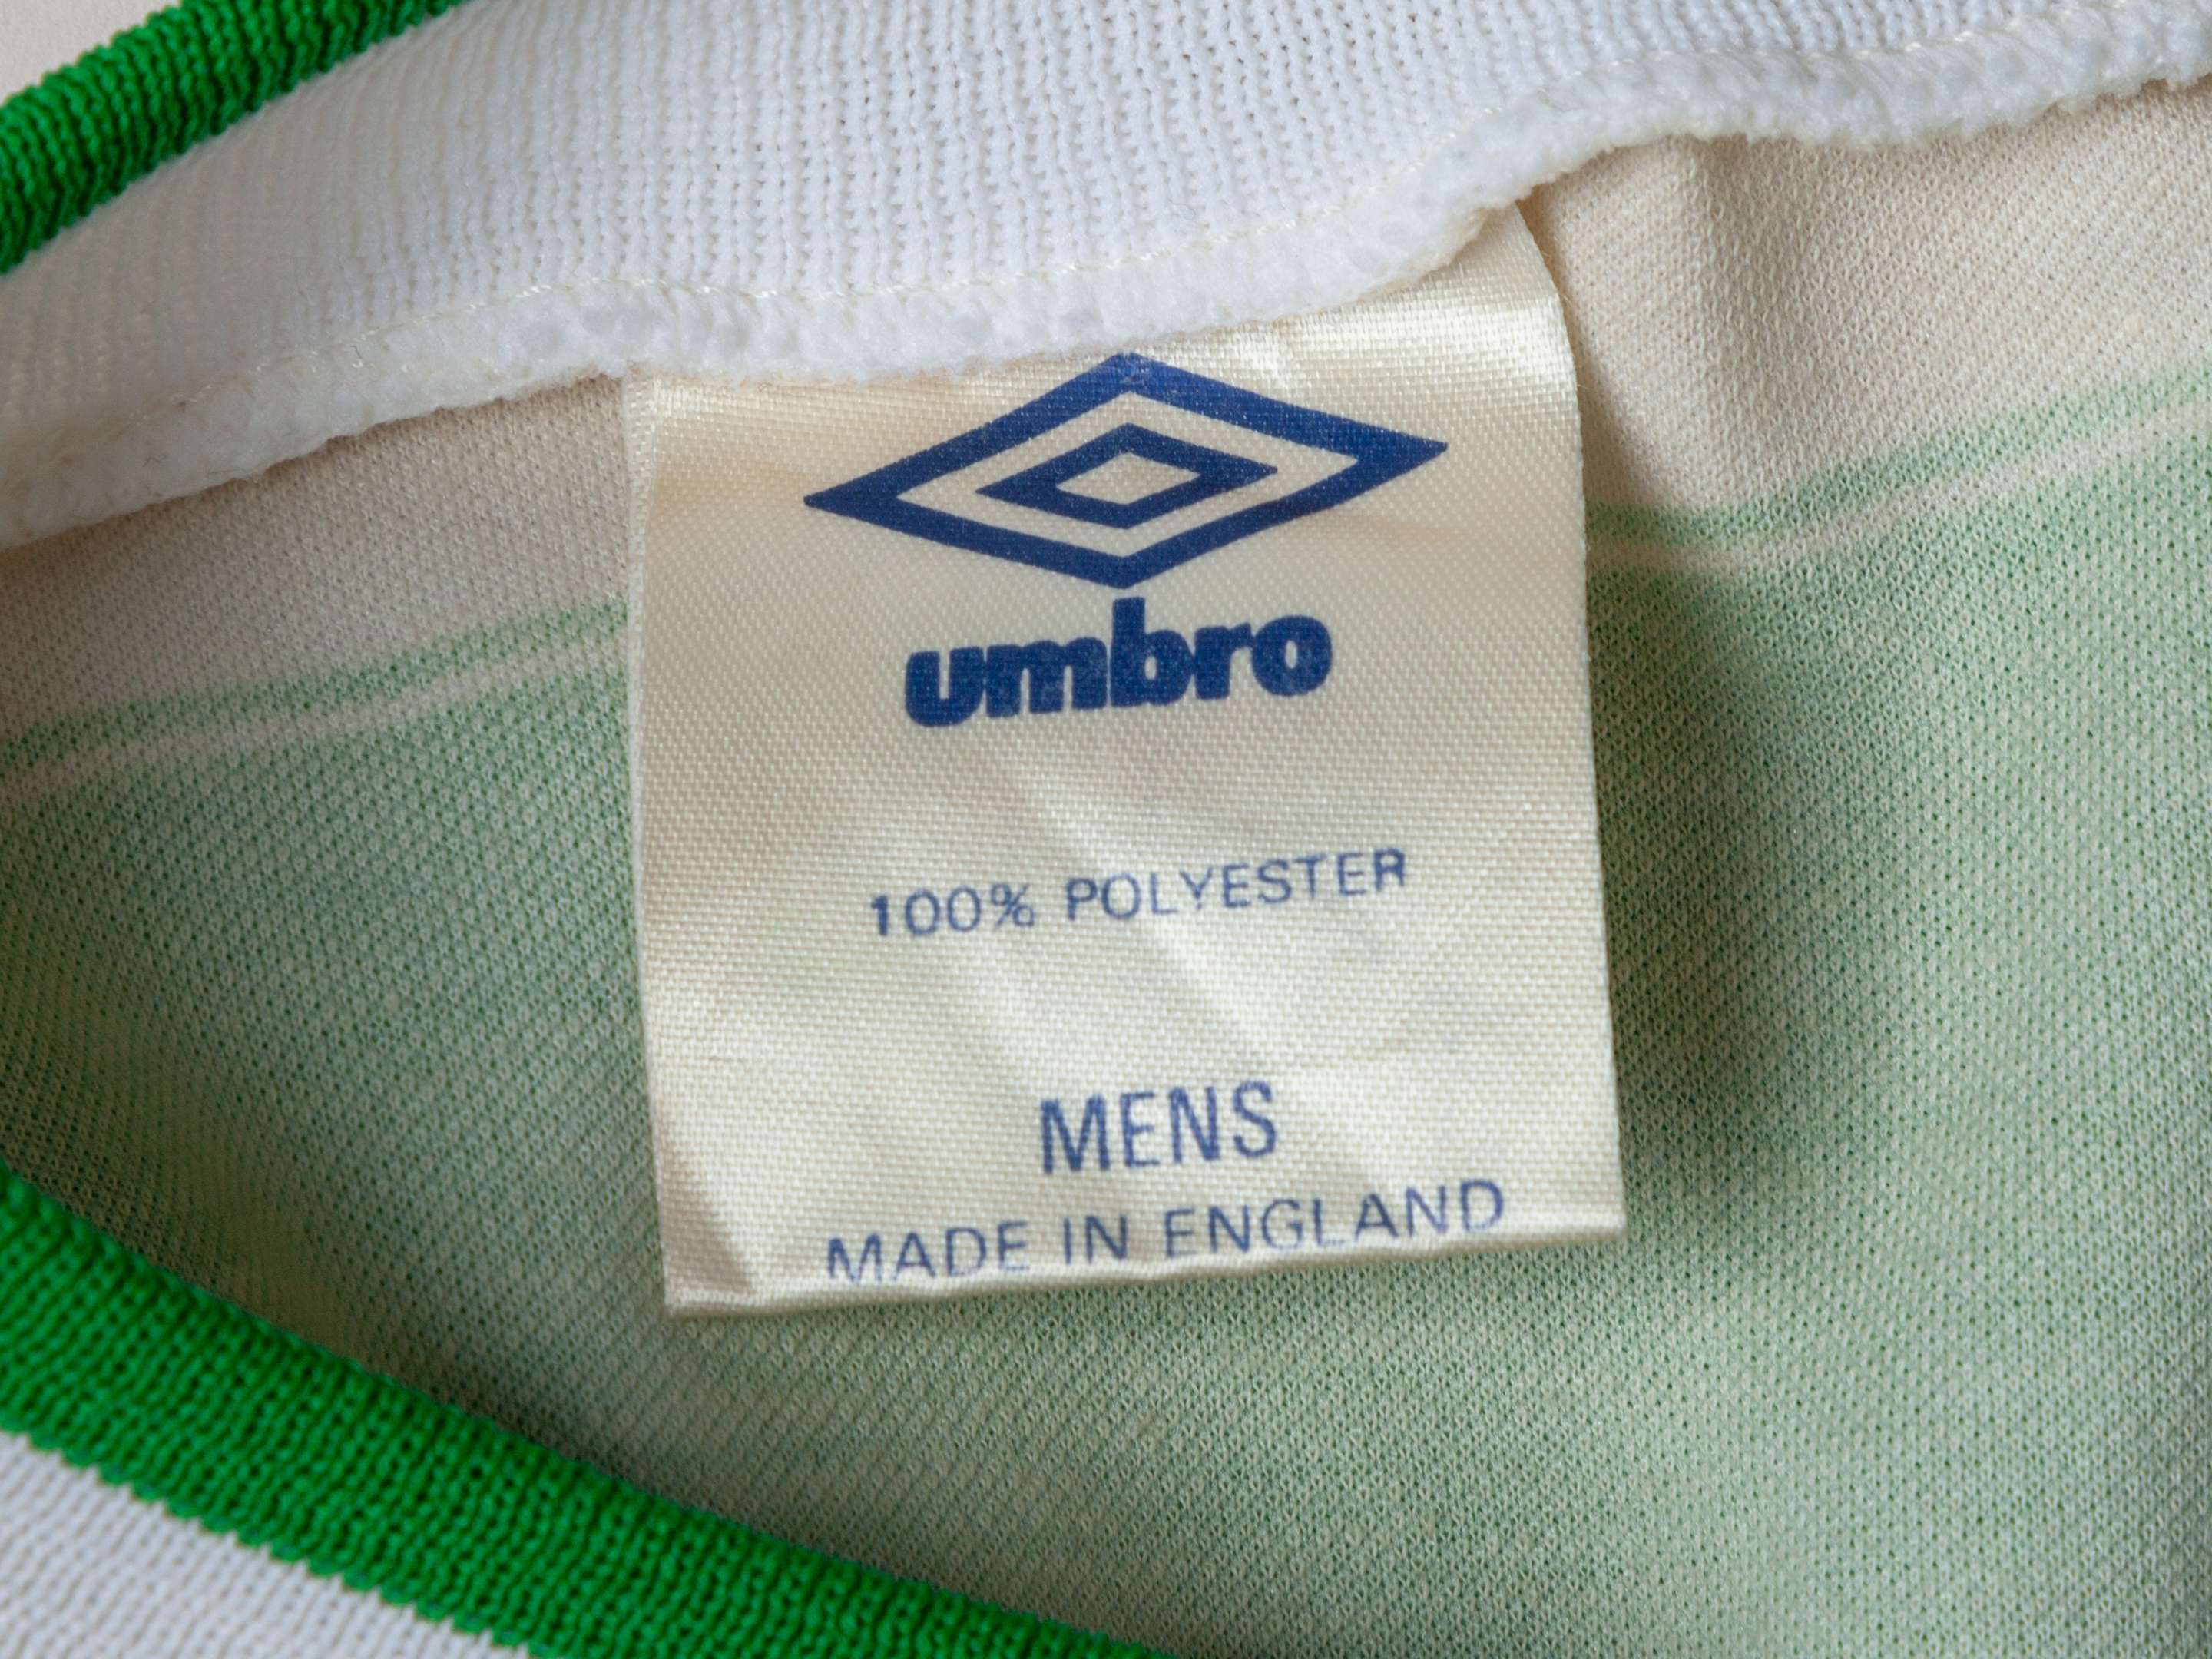 umbro
100% POLYESTER
MENS
MADE IN ENGLAND